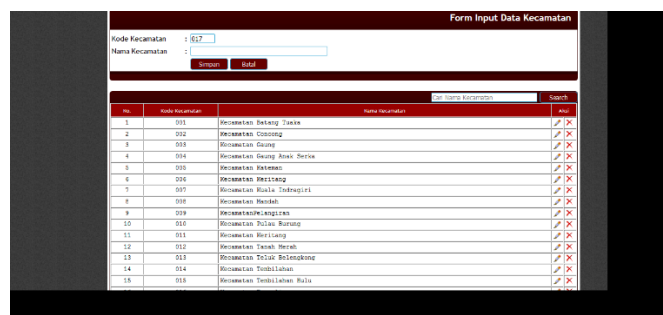 Form Input Data Kecamatan
Kode Kecamatan : 017
Nama Kecamatan :
Simpan Batal
Cari Nama Kecamatan Search
No. Kode Kecamatan Nama Kecamatan Aksi
1 001 Kecamatan Batang Tuaka
2 002 Kecamatan Concong
3 003 Kecamatan Gaung
4 004 Kecamatan Gaung Anak Serka
5 005 Kecamatan Kateman
6 006 Kecamatan Keritang
7 007 Kecamatan Kuala Indragiri
8 008 Kecamatan Mandah
9 009 KecamatanPelangiran
10 010 Kecamatan Pulau Burung
11 011 Kecamatan Keritang
12 012 Kecamatan Tanah Merah
13 013 Kecamatan Teluk Belengkong
14 014 Kecamatan Tembilahan
15 015 Kecamatan Tembilahan Hulu